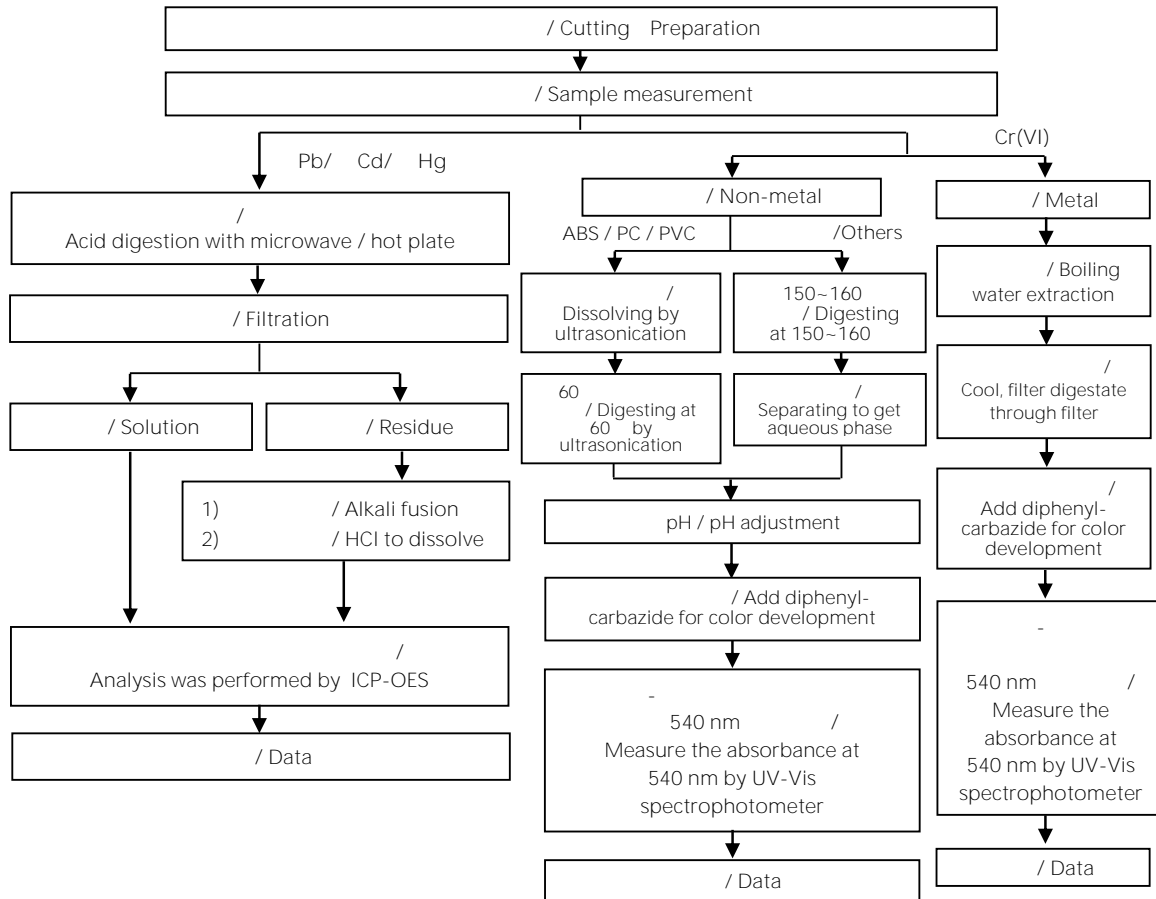 / Cutting Preparation
/ Sample measurement
Pb/ Cd/ Hg
Cr(VI)
/
Acid digestion with microwave / hot plate
/ Filtration
/ Solution
/ Residue
1) / Alkali fusion
2) / HCl to dissolve
/
Analysis was performed by ICP-OES
/ Data
/ Non-metal
ABS / PC / PVC
/Others
/
Dissolving by
ultrasonication
150~160
/ Digesting
at 150~160
60
/ Digesting at
60 by
ultrasonication
/
Separating to get
aqueous phase
pH / pH adjustment
/ Add diphenyl-
carbazide for color development
-
540 nm /
Measure the absorbance at
540 nm by UV-Vis
spectrophotometer
/ Data
/ Metal
/ Boiling
water extraction
/
Cool, filter digestate
through filter
/
Add diphenyl-
carbazide for color
development
-
540 nm /
Measure the
absorbance at
540 nm by UV-Vis
spectrophotometer
/ Data